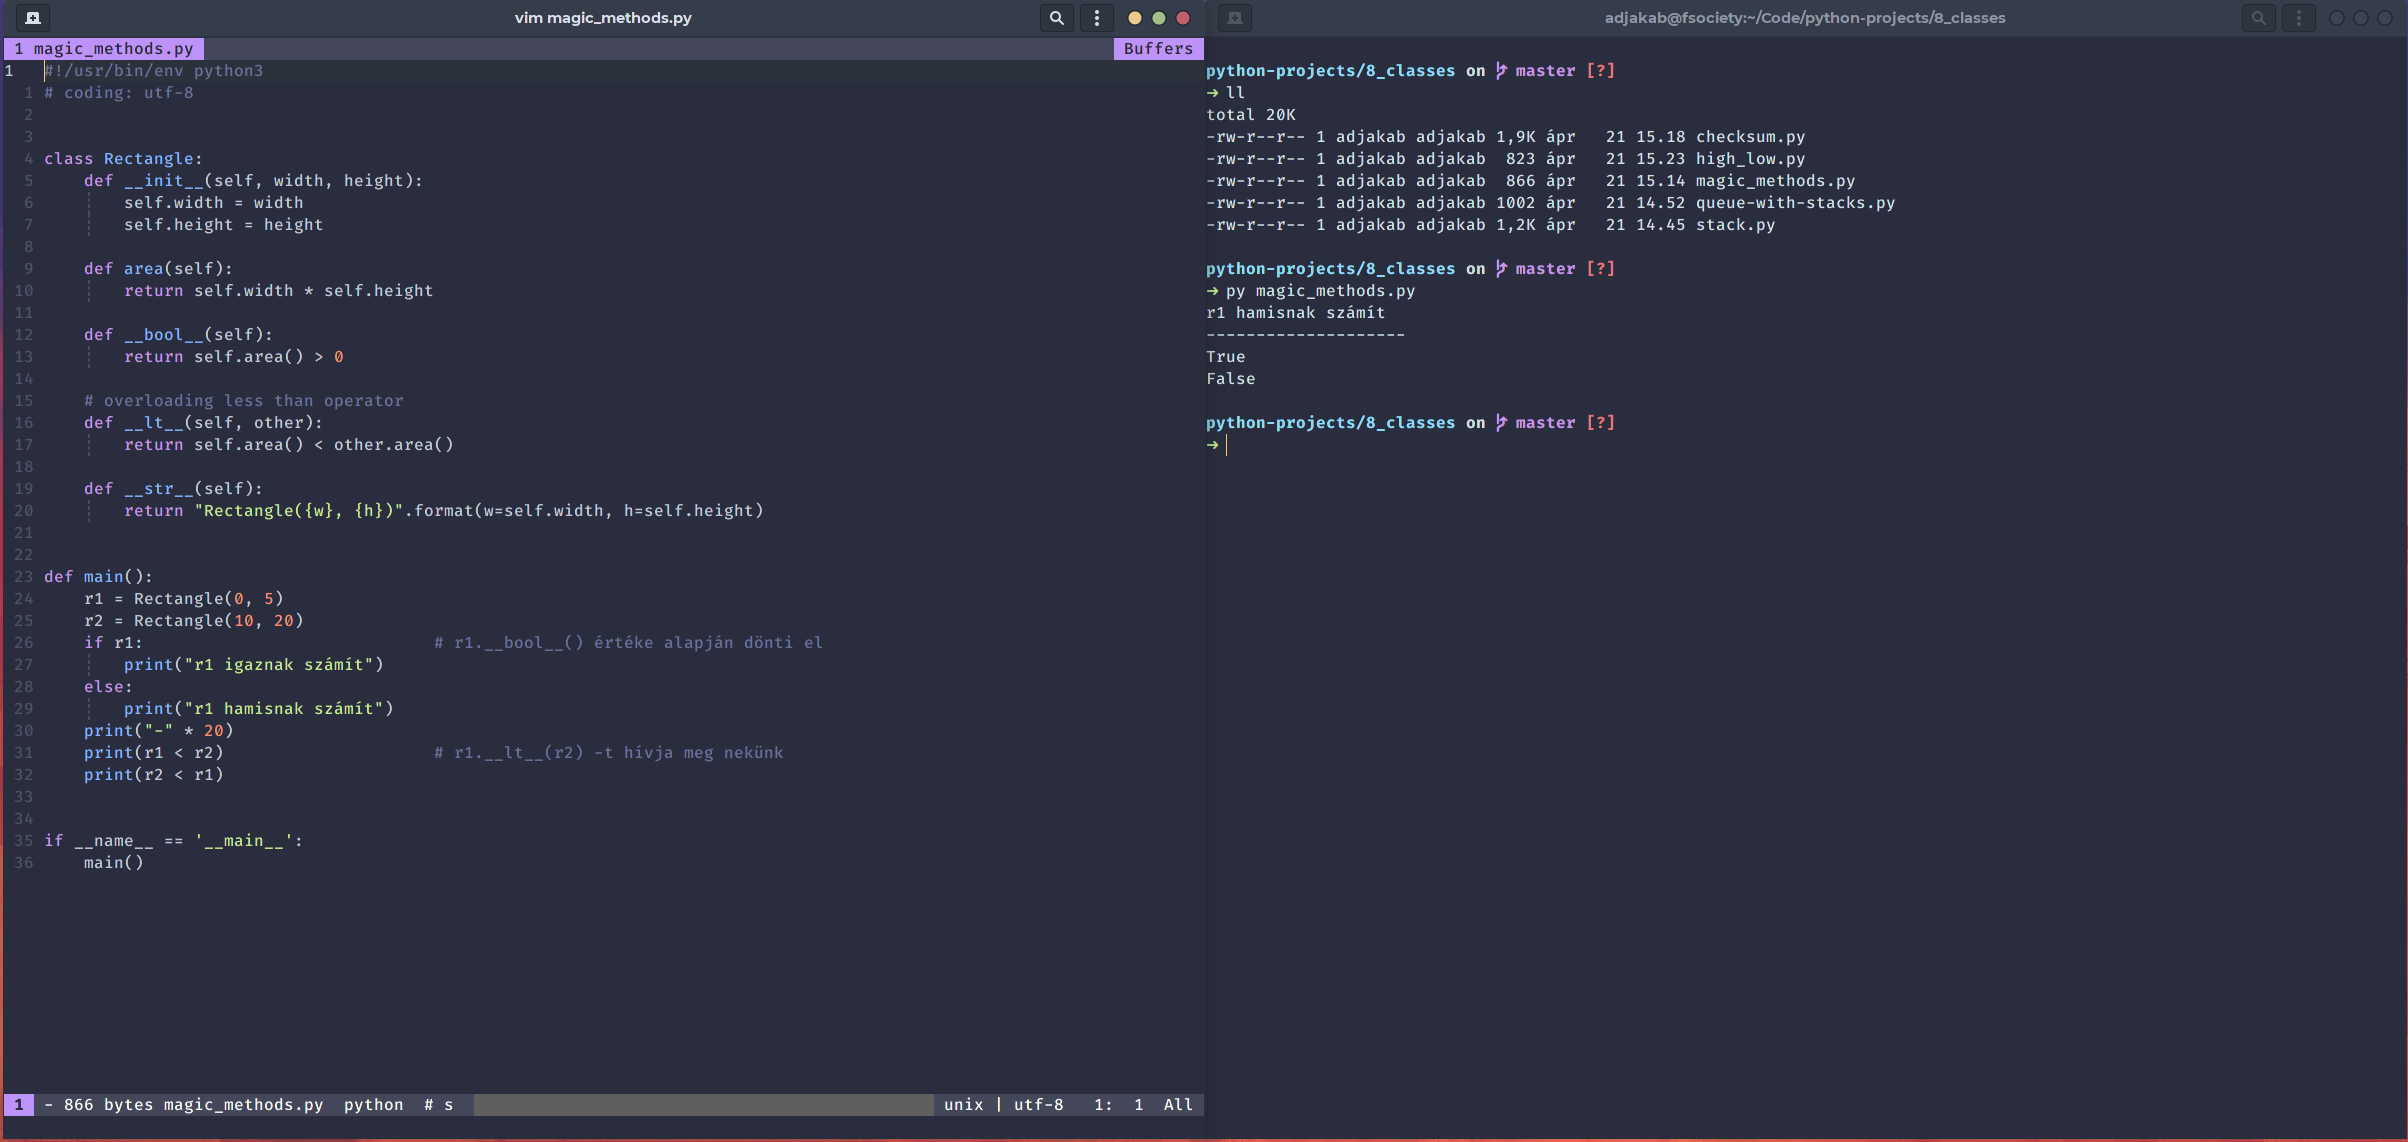 vim magic_methods.py
1 magic_methods.py Buffers
1 #!/usr/bin/env python3
1 # coding: utf-8
2
3
4 class Rectangle:
5     def __init__(self, width, height):
6         self.width = width
7         self.height = height
8
9     def area(self):
10         return self.width * self.height
11
12     def __bool__(self):
13         return self.area() > 0
14
15     # overloading less than operator
16     def __lt__(self, other):
17         return self.area() < other.area()
18
19     def __str__(self):
20         return "Rectangle({w}, {h})".format(w=self.width, h=self.height)
21
22
23 def main():
24     r1 = Rectangle(0, 5)
25     r2 = Rectangle(10, 20)
26     if r1:                             # r1.__bool__() értéke alapján dönti el
27         print("r1 igaznak számít")
28     else:
29         print("r1 hamisnak számít")
30     print("-" * 20)
31     print(r1 < r2)                     # r1.__lt__(r2) -t hívja meg nekünk
32     print(r2 < r1)
33
34
35 if __name__ == '__main__':
36     main()
1 - 866 bytes magic_methods.py python # s unix | utf-8 1: 1 All
adjakab@fsociety:~/Code/python-projects/8_classes
python-projects/8_classes on master [?]
→ ll
total 20K
-rw-r--r-- 1 adjakab adjakab 1,9K ápr   21 15.18 checksum.py
-rw-r--r-- 1 adjakab adjakab  823 ápr   21 15.23 high_low.py
-rw-r--r-- 1 adjakab adjakab  866 ápr   21 15.14 magic_methods.py
-rw-r--r-- 1 adjakab adjakab 1002 ápr   21 14.52 queue-with-stacks.py
-rw-r--r-- 1 adjakab adjakab 1,2K ápr   21 14.45 stack.py
python-projects/8_classes on master [?]
→ py magic_methods.py
r1 hamisnak számít
--------------------
True
False
python-projects/8_classes on master [?]
→